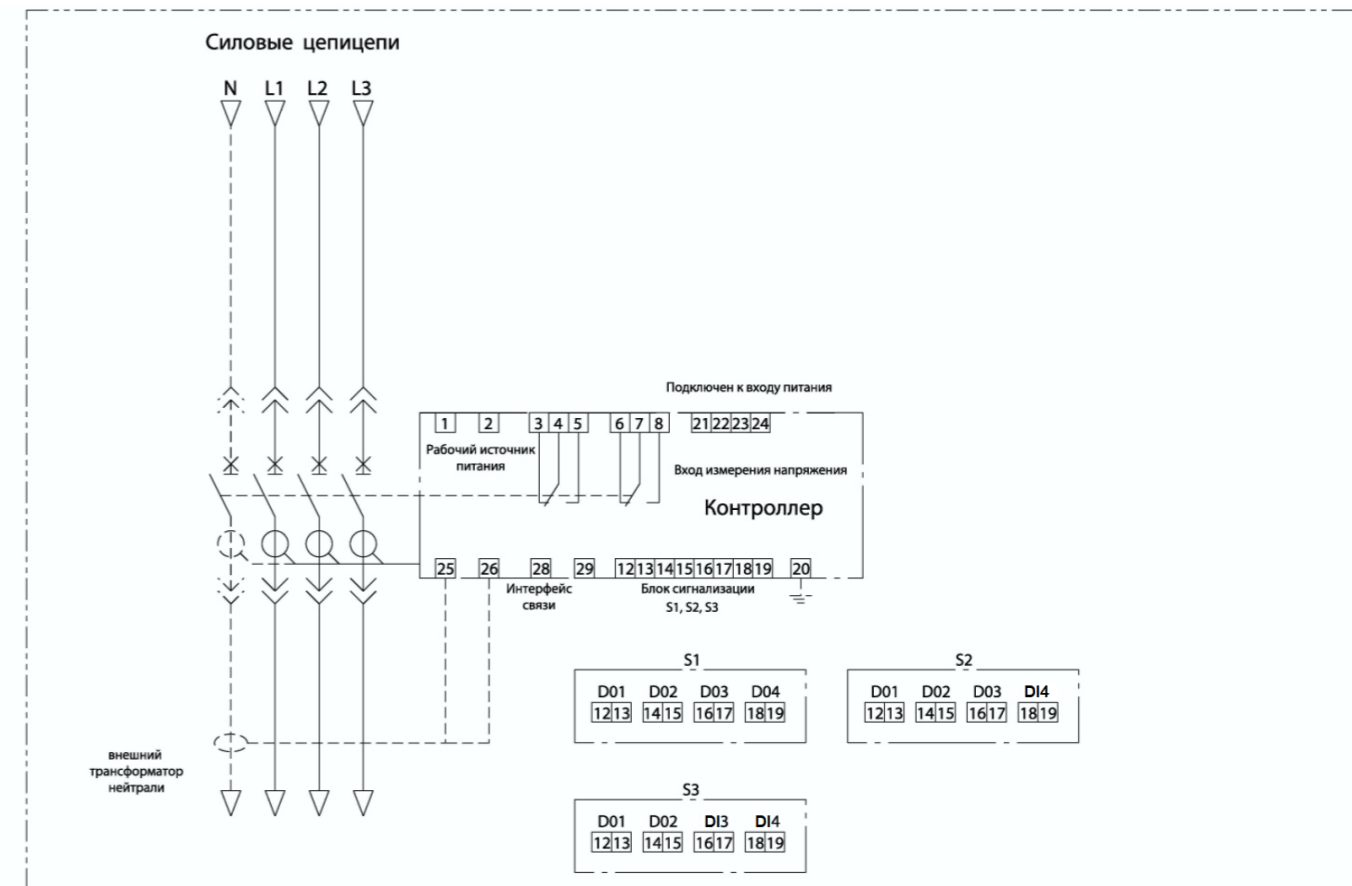 Силовые цепицепи
N L1 L2 L3
Подключен к входу питания
1 2 3 4 5 6 7 8 21 22 23 24
Рабочий источник
питания
Вход измерения напряжения
Контроллер
25 26 28 29 12 13 14 15 16 17 18 19 20
Интерфейс
связи
Блок сигнализации
S1, S2, S3
S1
D01 D02 D03 D04
12 13 14 15 16 17 18 19
S2
D01 D02 D03 DI4
12 13 14 15 16 17 18 19
внешний
трансформатор
нейтрали
S3
D01 D02 DI3 DI4
12 13 14 15 16 17 18 19